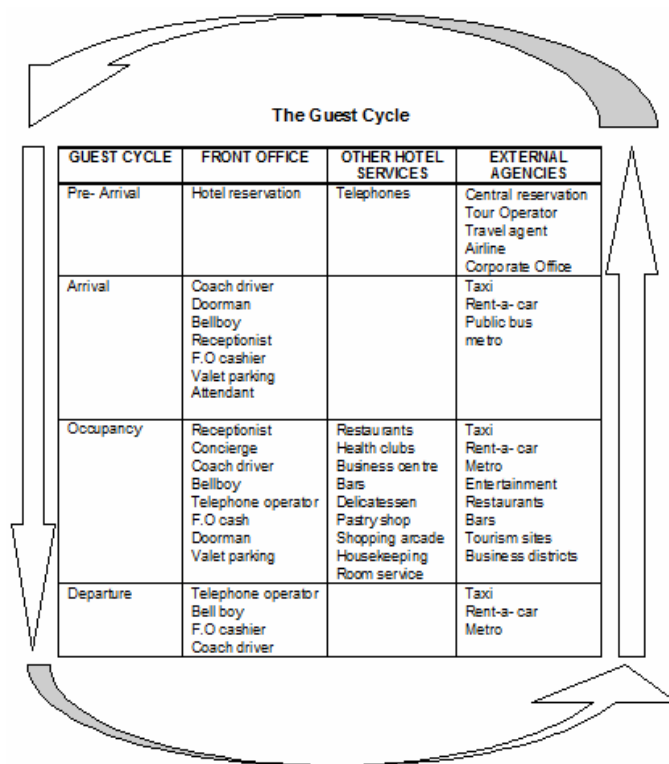 The Guest Cycle
GUEST CYCLE FRONT OFFICE OTHER HOTEL SERVICES EXTERNAL AGENCIES
Pre- Arrival
Hotel reservation
Telephones
Central reservation
Tour Operator
Travel agent
Airline
Corporate Office
Arrival
Coach driver
Doorman
Bellboy
Receptionist
F.O cashier
Valet parking
Attendant
Taxi
Rent-a- car
Public bus
metro
Occupancy
Receptionist
Concierge
Coach driver
Bellboy
Telephone operator
F.O cash
Doorman
Valet parking
Restaurants
Health clubs
Business centre
Bars
Delicatessen
Pastry shop
Shopping arcade
Housekeeping
Room service
Taxi
Rent-a- car
Metro
Entertainment
Restaurants
Bars
Tourism sites
Business districts
Departure
Telephone operator
Bell boy
F.O cashier
Coach driver
Taxi
Rent-a- car
Metro